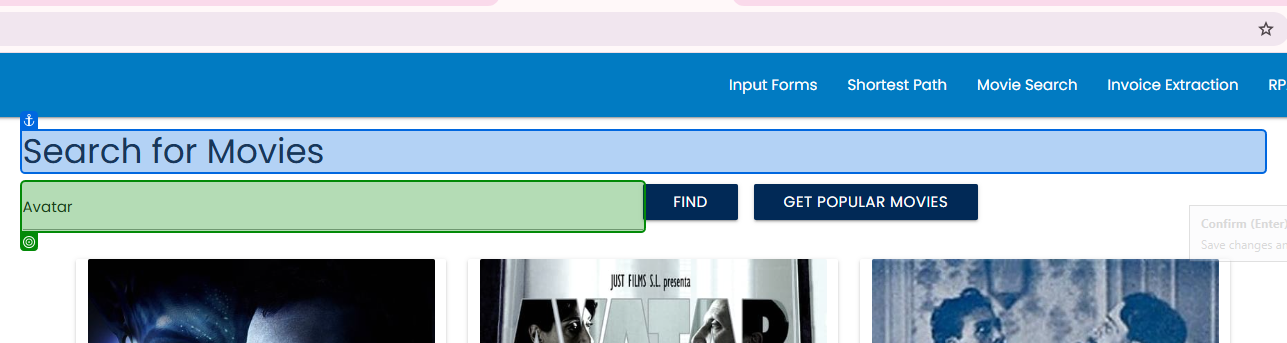 Input Forms Shortest Path Movie Search Invoice Extraction RP
Search for Movies
Avatar FIND GET POPULAR MOVIES
Confirm (Enter)
Save changes an
JUST FILMS S.L. presenta
AVATAR